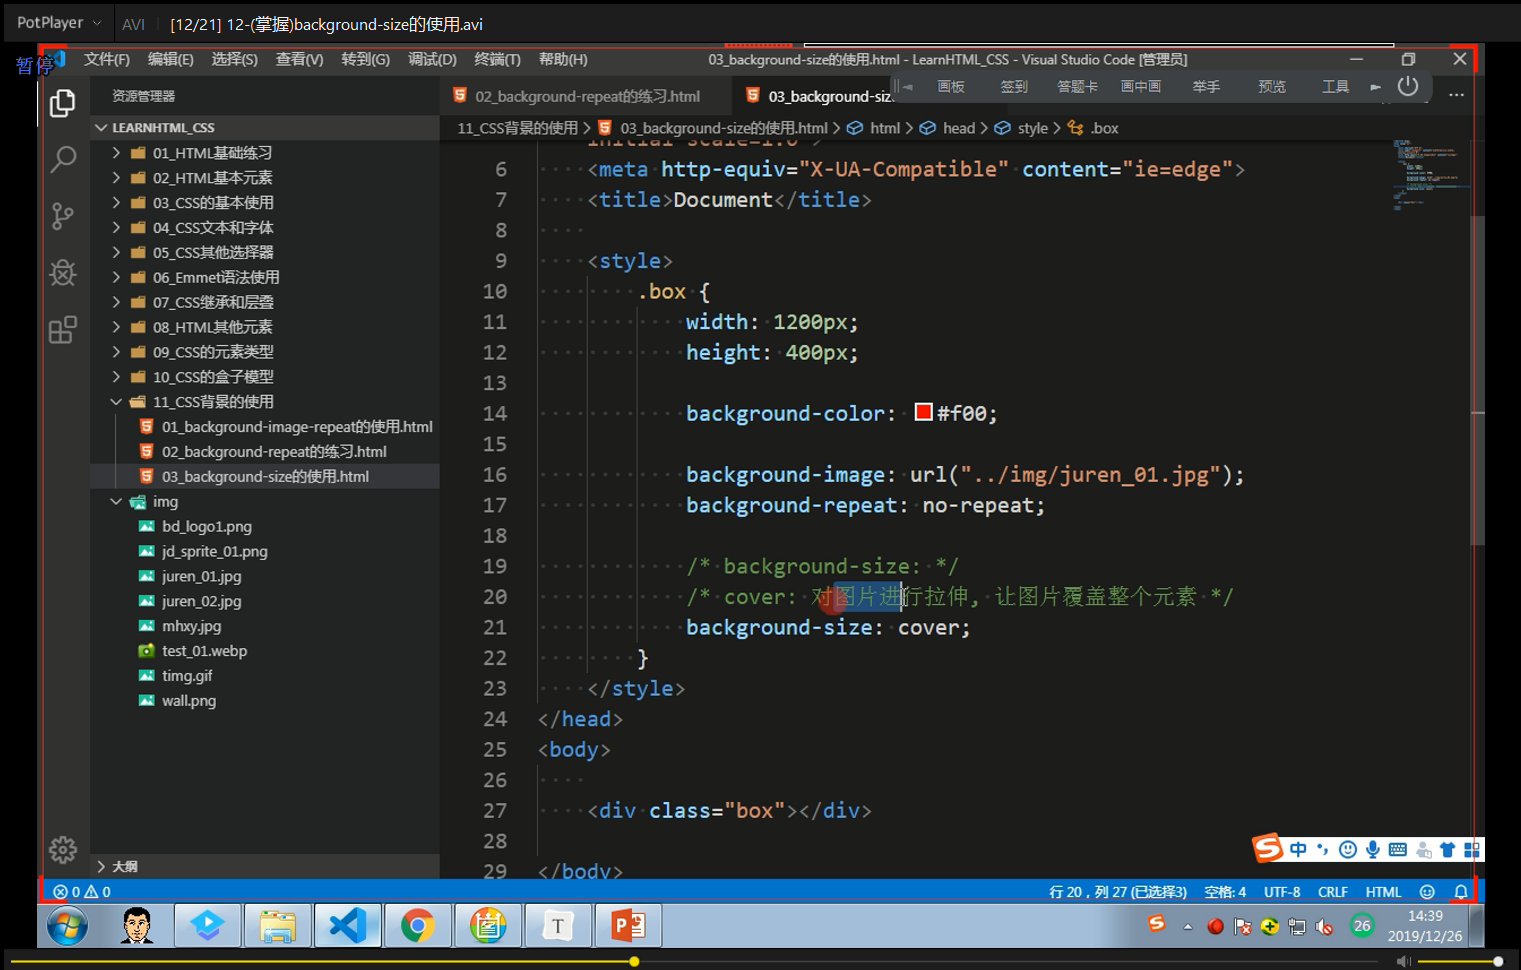 PotPlayer AVI [12/21] 12-(掌握)background-size的使用.avi
暂停
文件(F) 编辑(E) 选择(S) 查看(V) 转到(G) 调试(D) 终端(T) 帮助(H) 03_background-size的使用.html - LearnHTML_CSS - Visual Studio Code [管理员]
画板 签到 答题卡 画中画 举手 预览 工具
资源管理器
02_background-repeat的练习.html 03_background-siz
LEARNHTML_CSS
11_CSS背景的使用 > 03_background-size的使用.html > html > head > style > .box
01_HTML基础练习
02_HTML基本元素
03_CSS的基本使用
04_CSS文本和字体
05_CSS其他选择器
06_Emmet语法使用
07_CSS继承和层叠
08_HTML其他元素
09_CSS的元素类型
10_CSS的盒子模型
11_CSS背景的使用
01_background-image-repeat的使用.html
02_background-repeat的练习.html
03_background-size的使用.html
img
bd_logo1.png
jd_sprite_01.png
juren_01.jpg
juren_02.jpg
mhxy.jpg
test_01.webp
timg.gif
wall.png
大纲
initial-scale=1.0">
6 <meta http-equiv="X-UA-Compatible" content="ie=edge">
7 <title>Document</title>
8
9 <style>
10 .box {
11 width: 1200px;
12 height: 400px;
13
14 background-color: #f00;
15
16 background-image: url("../img/juren_01.jpg");
17 background-repeat: no-repeat;
18
19 /* background-size: */
20 /* cover: 对图片进行拉伸, 让图片覆盖整个元素 */
21 background-size: cover;
22 }
23 </style>
24 </head>
25 <body>
26
27 <div class="box"></div>
28
29 </body>
中
0 0 行 20，列 27 (已选择3) 空格: 4 UTF-8 CRLF HTML
T
26
14:39
2019/12/26